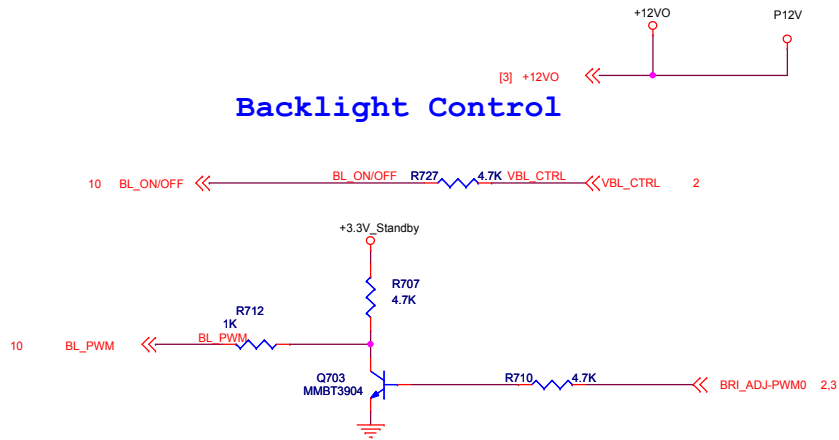 +12VO P12V
[3] +12VO
Backlight Control
10 BL_ON/OFF BL_ON/OFF R727 4.7K VBL_CTRL VBL_CTRL 2
+3.3V_Standby
R707
4.7K
R712
1K
10 BL_PWM BL_PWM
Q703
MMBT3904
R710 4.7K BRI_ADJ-PWM0 2,3